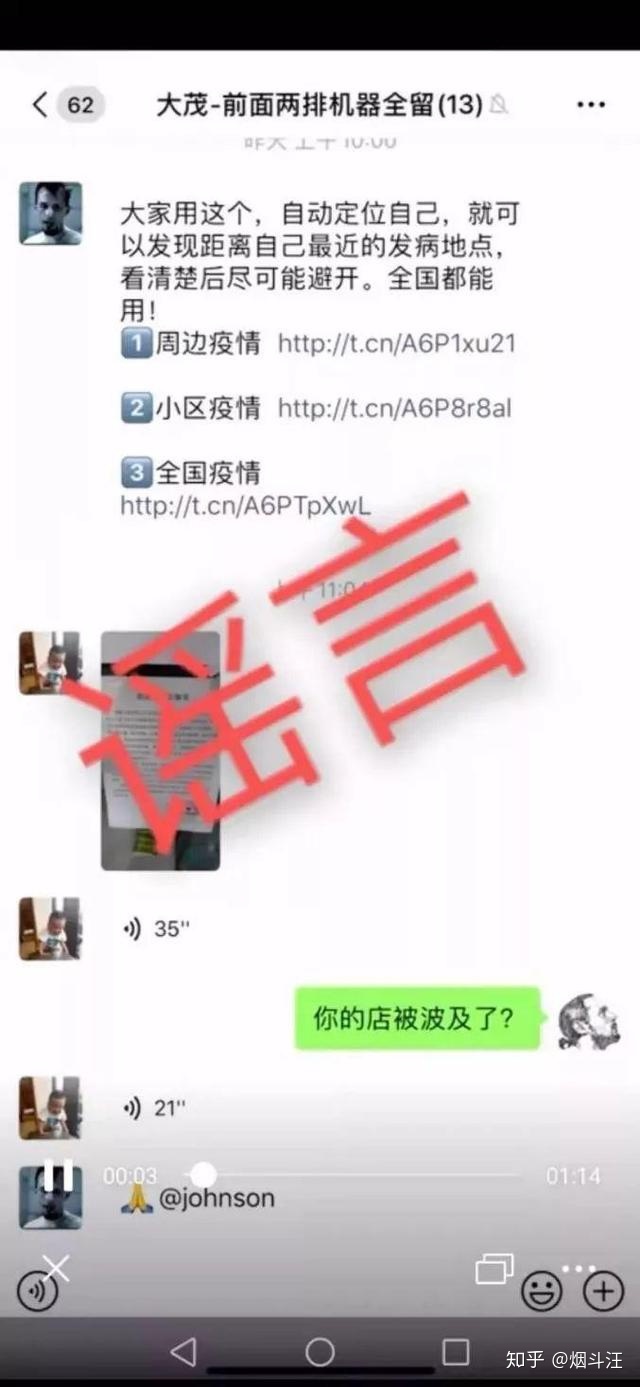 62
大茂-前面两排机器全留(13)
昨天 上午 10:00
大家用这个，自动定位自己，就可
以发现距离自己最近的发病地点，
看清楚后尽可能避开。全国都能
用！
1 周边疫情 http://t.cn/A6P1xu21
2 小区疫情 http://t.cn/A6P8r8al
3 全国疫情
http://t.cn/A6PTpXwL
谣言
35''
你的店被波及了？
21''
00:03
01:14
🙏@johnson
知乎 @烟斗汪